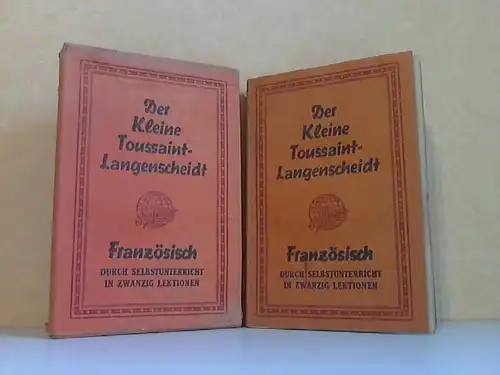 Der
Kleine
Toussaint-
Langenscheidt
Französisch
DURCH SELBSTUNTERRICHT
IN ZWANZIG LEKTIONEN
Der
Kleine
Toussaint-
Langenscheidt
Französisch
DURCH SELBSTUNTERRICHT
IN ZWANZIG LEKTIONEN